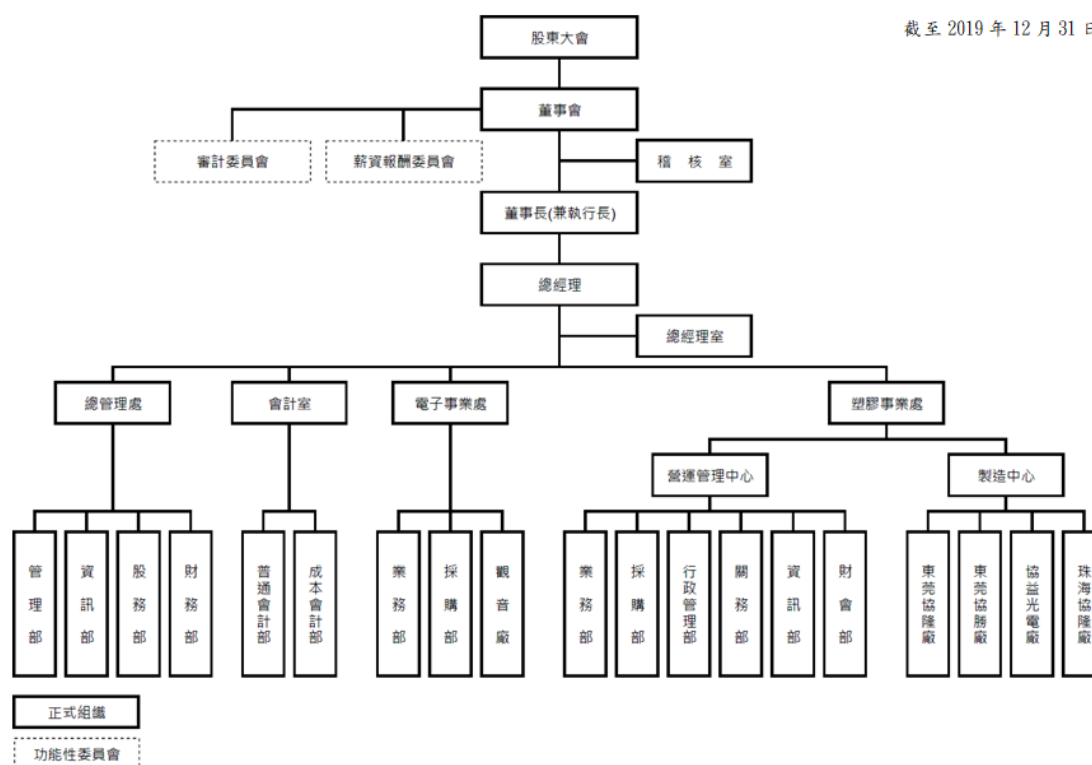 截至 2019 年 12 月 31 日
股東大會
董事會
審計委員會
薪資報酬委員會
稽 核 室
董事長(兼執行長)
總經理
總經理室
總管理處
會計室
電子事業處
塑膠事業處
營運管理中心
製造中心
管理部
資訊部
股務部
財務部
普通會計部
成本會計部
業務部
採購部
觀音廠
業務部
採購部
行政管理部
關務部
資訊部
財會部
東莞協隆廠
東莞協勝廠
協益光電廠
珠海協隆廠
正式組織
功能性委員會